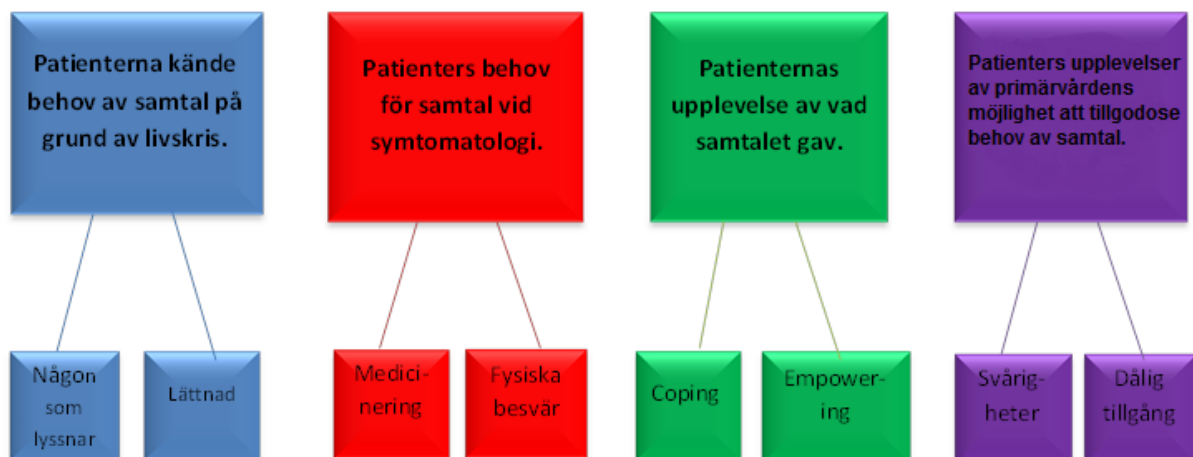 Patienterna kände
behov av samtal på
grund av livskris.
Patienters behov
för samtal vid
symtomatologi.
Patienternas
upplevelse av vad
samtalet gav.
Patienters upplevelser
av primärvårdens
möjlighet att tillgodose
behov av samtal.
Någon
som
lyssnar
Lättnad
Medici-
nering
Fysiska
besvär
Coping
Empower-
ing
Svårig-
heter
Dålig
tillgång